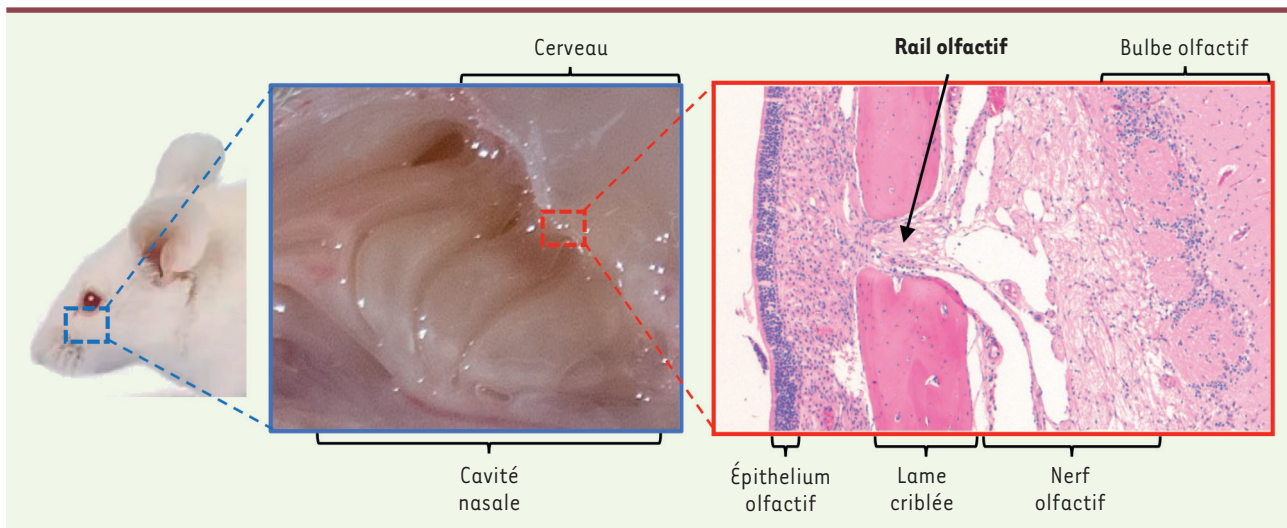 Cerveau
Rail olfactif
Bulbe olfactif
Cavité
nasale
Épithelium
olfactif
Lame
criblée
Nerf
olfactif